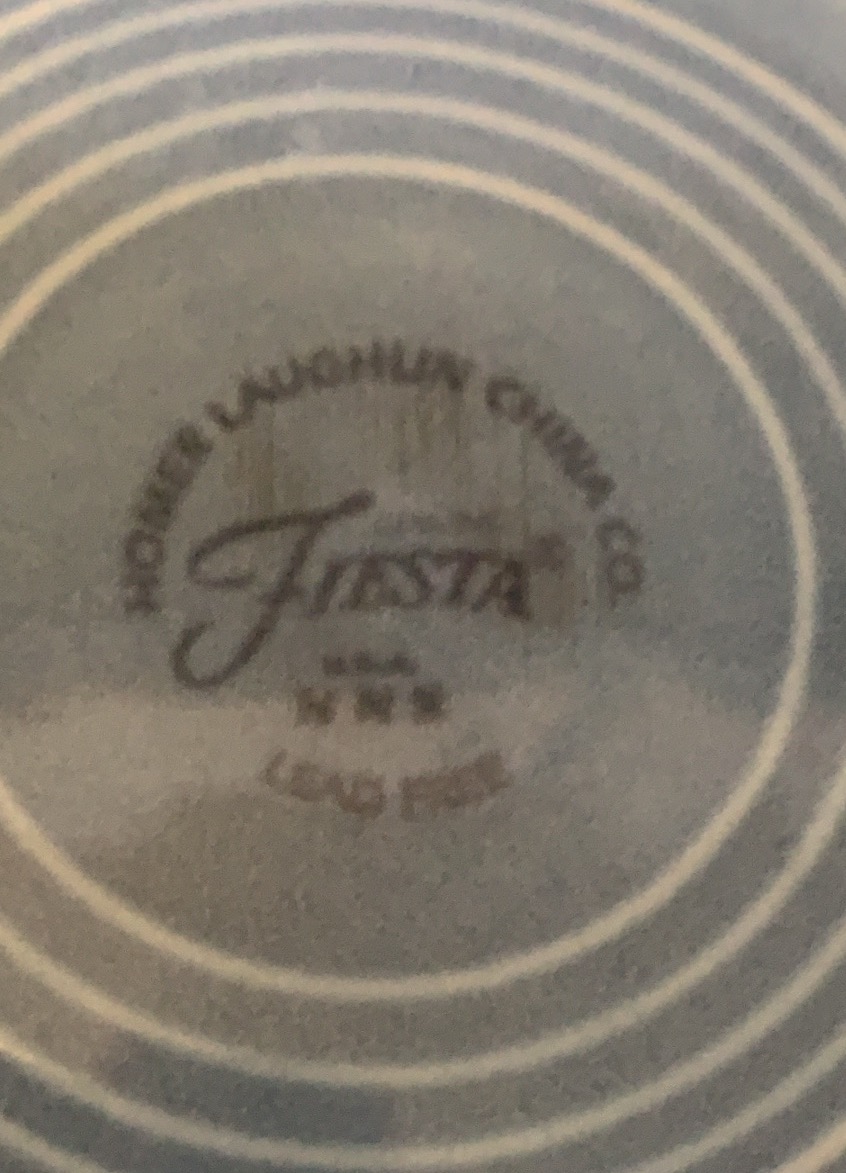 HOMER LAUGHLIN CHINA CO.
FIESTA®
U.S.A.
LEAD FREE